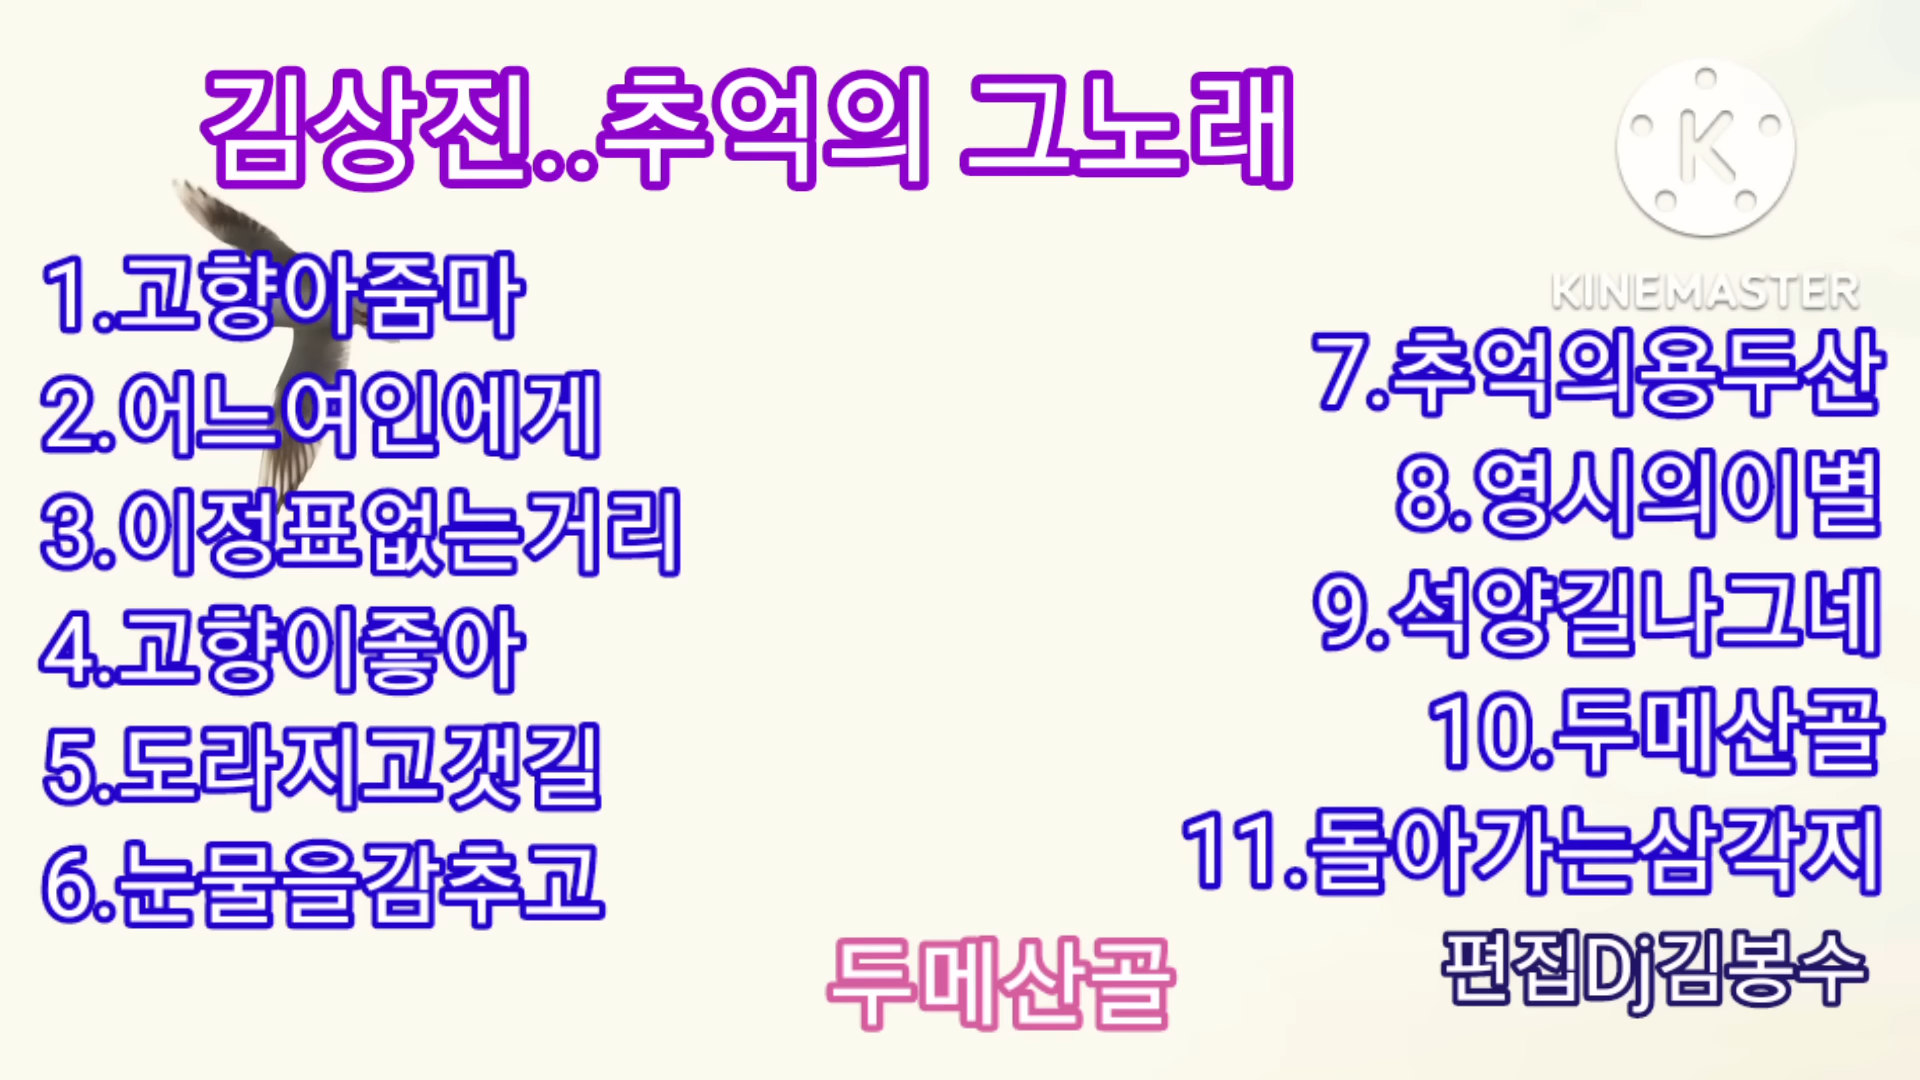 김상진..추억의 그노래
KINEMASTER
1.고향아줌마
2.어느여인에게
3.이정표없는거리
4.고향이좋아
5.도라지고갯길
6.눈물을감추고
7.추억의용두산
8.영시의이별
9.석양길나그네
10.두메산골
11.돌아가는삼각지
두메산골
편집Dj김봉수